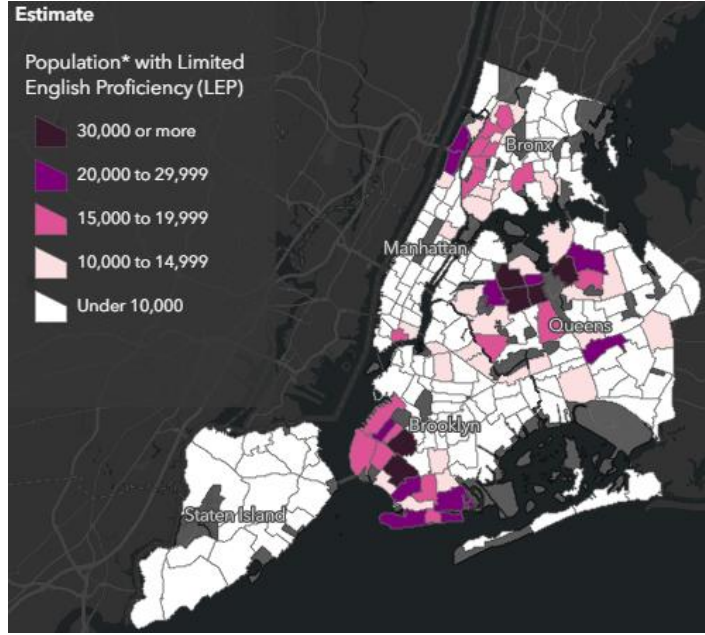 Estimate
Population* with Limited
English Proficiency (LEP)
30,000 or more
20,000 to 29,999
15,000 to 19,999
10,000 to 14,999
Under 10,000
Bronx
Manhattan
Queens
Brooklyn
Staten Island